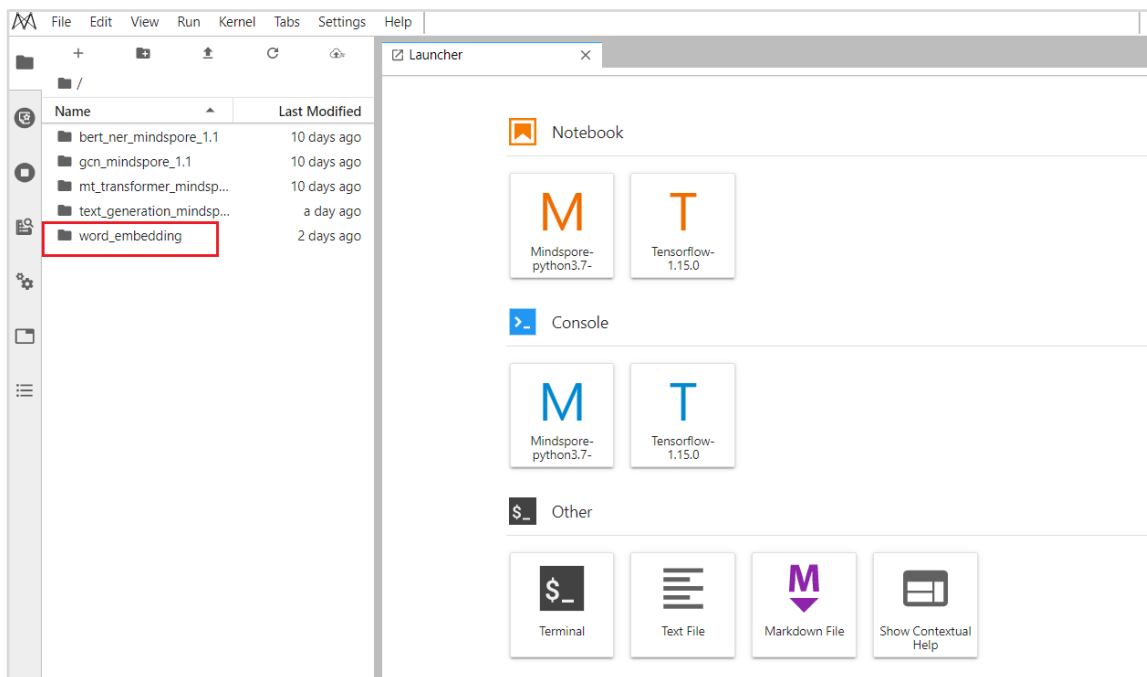 File Edit View Run Kernel Tabs Settings Help
Launcher
/
Name Last Modified
bert_ner_mindspore_1.1 10 days ago
gcn_mindspore_1.1 10 days ago
mt_transformer_mindsp... 10 days ago
text_generation_mindsp... a day ago
word_embedding 2 days ago
Notebook
M T
Mindspore-
python3.7-
Tensorflow-
1.15.0
Console
M T
Mindspore-
python3.7-
Tensorflow-
1.15.0
$_ Other
$_
Terminal
Text File
M
Markdown File
Show Contextual
Help